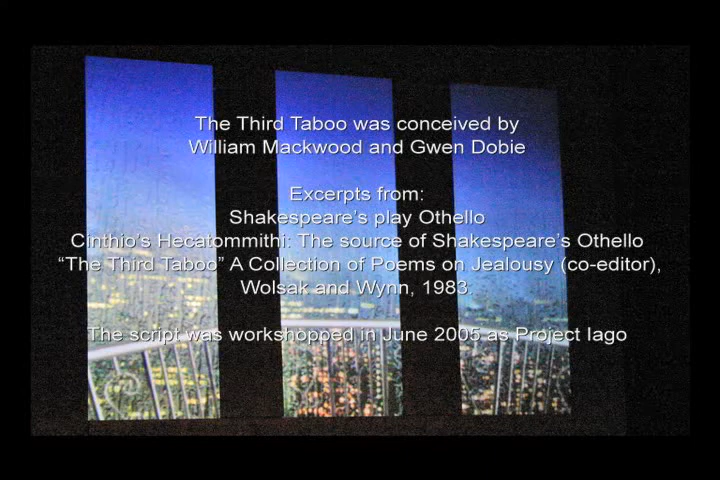 The Third Taboo was conceived by
William Mackwood and Gwen Dobie
Excerpts from:
Shakespeare's play Othello
Cinthio's Hecatommithi: The source of Shakespeare's Othello
“The Third Taboo” A Collection of Poems on Jealousy (co-editor),
Wolsak and Wynn, 1983.
The script was workshopped in June 2005 as Project Iago